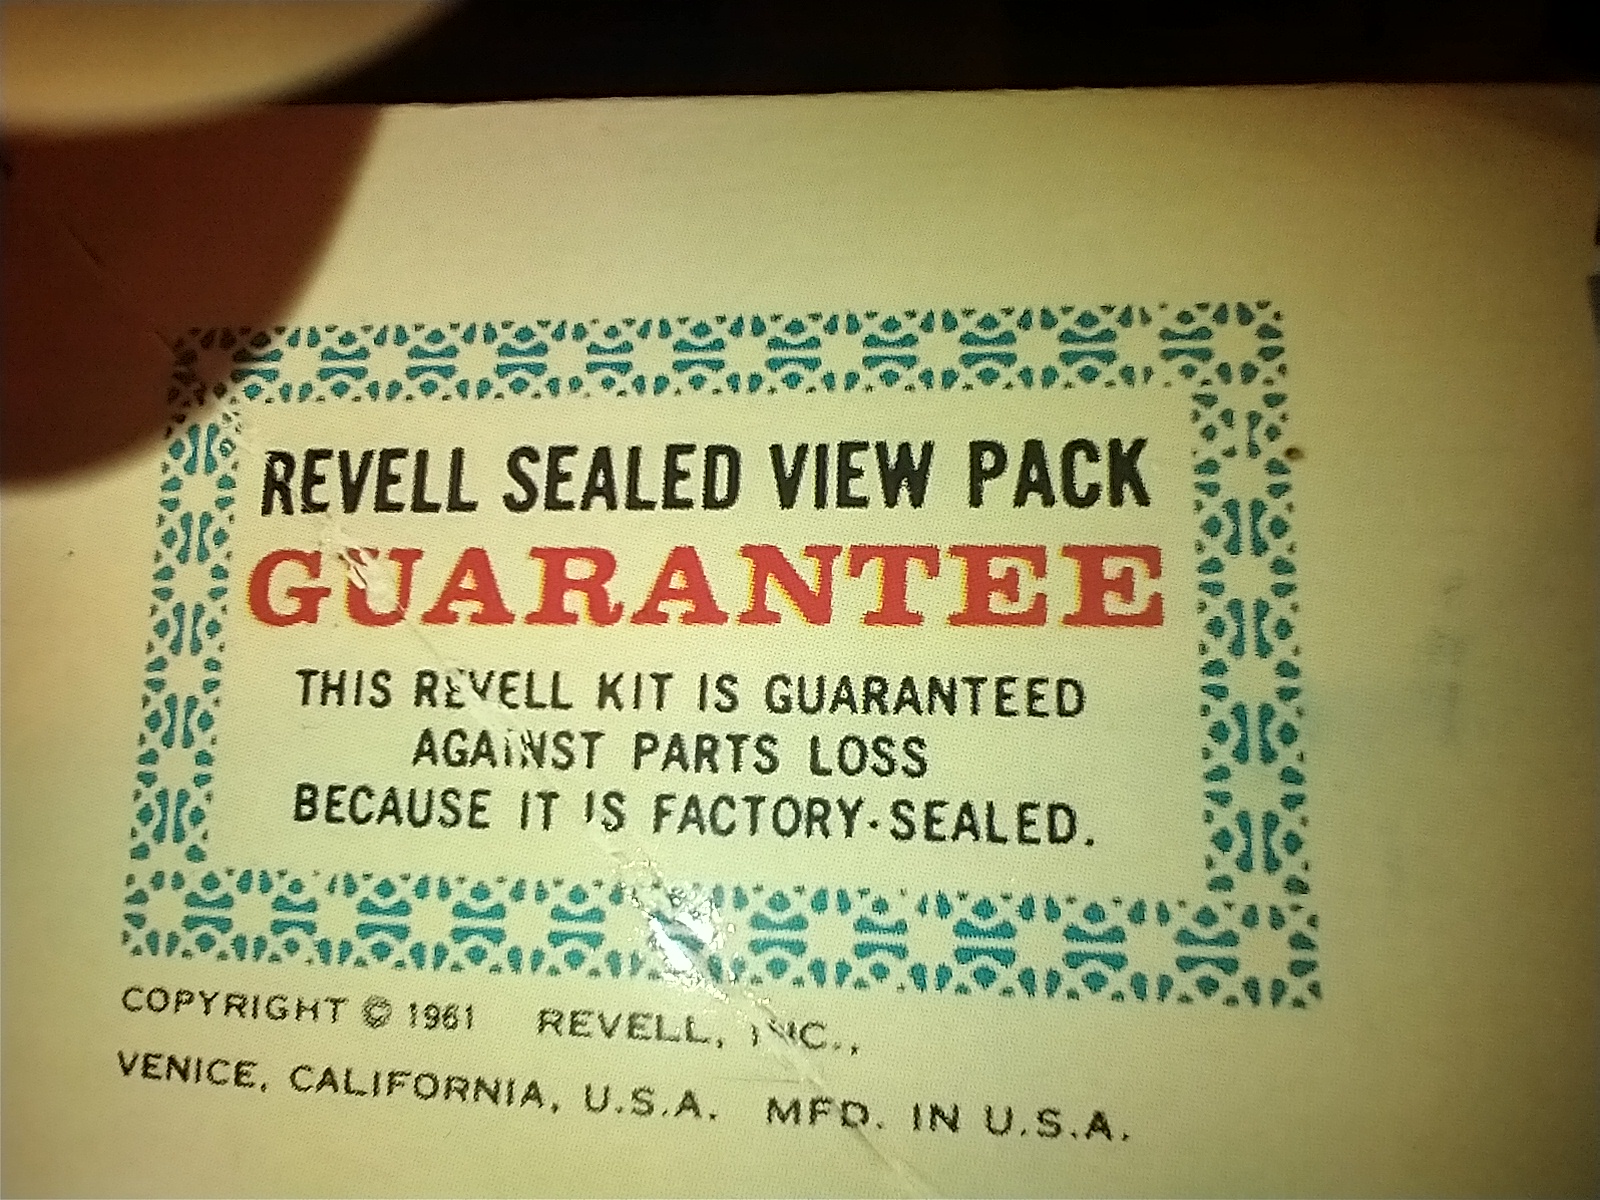 REVELL SEALED VIEW PACK
GUARANTEE
THIS REVELL KIT IS GUARANTEED
AGAINST PARTS LOSS
BECAUSE IT IS FACTORY-SEALED.
COPYRIGHT © 1961 REVELL, INC.,
VENICE, CALIFORNIA, U.S.A. MFD. IN U.S.A.